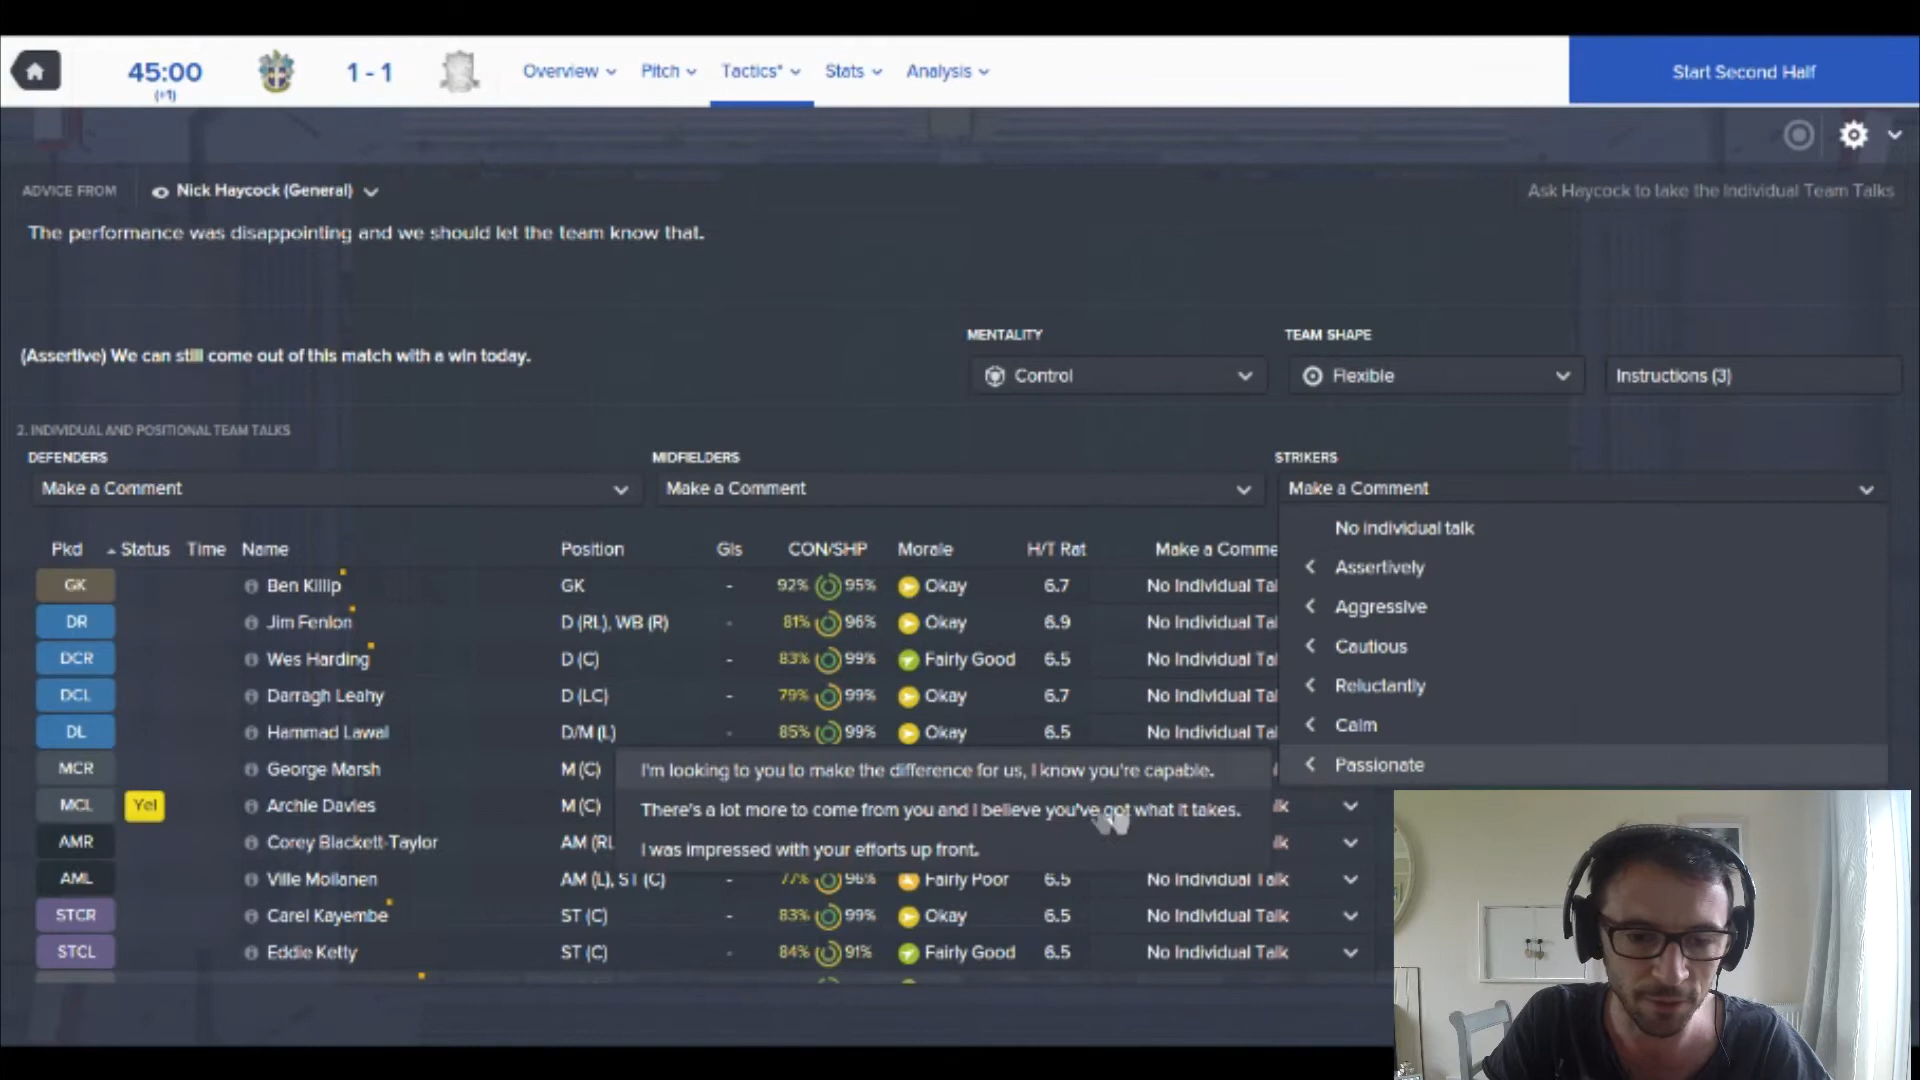 45:00
(+1)
1 - 1
Overview
Pitch
Tactics*
Stats
Analysis
Start Second Half
ADVICE FROM
Nick Haycock (General)
Ask Haycock to take the Individual Team Talks
The performance was disappointing and we should let the team know that.
(Assertive) We can still come out of this match with a win today.
MENTALITY
TEAM SHAPE
Control
Flexible
Instructions (3)
2. INDIVIDUAL AND POSITIONAL TEAM TALKS
DEFENDERS
MIDFIELDERS
STRIKERS
Make a Comment
Make a Comment
Make a Comment
No individual talk
Assertively
Aggressive
Cautious
Reluctantly
Calm
Passionate
Pkd Status Time Name Position Gls CON/SHP Morale H/T Rat Make a Comme
GK Ben Killip GK - 92% 95% Okay 6.7 No Individual Tal
DR Jim Fenlon D (RL), WB (R) - 81% 96% Okay 6.9 No Individual Tal
DCR Wes Harding D (C) - 83% 99% Fairly Good 6.5 No Individual Tal
DCL Darragh Leahy D (LC) - 79% 99% Okay 6.7 No Individual Tal
DL Hammad Lawal D/M (L) - 85% 99% Okay 6.5 No Individual Tal
MCR George Marsh M (C)
I'm looking to you to make the difference for us, I know you're capable.
MCL Yel Archie Davies M (C)
There's a lot more to come from you and I believe you've got what it takes.
lk
AMR Corey Blackett-Taylor AM (RL
I was impressed with your efforts up front.
lk
AML Ville Moilanen AM (L), ST (C) - 77% 96% Fairly Poor 6.5 No Individual Talk
STCR Carel Kayembe ST (C) - 83% 99% Okay 6.5 No Individual Talk
STCL Eddie Ketty ST (C) - 84% 91% Fairly Good 6.5 No Individual Talk